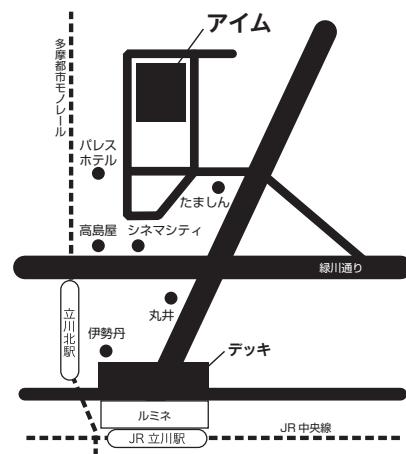 アイム
多摩都市モノレール
パレス
ホテル
たましん
高島屋
シネマシティ
緑川通り
丸井
立川北駅
伊勢丹
デッキ
ルミネ
JR 中央線
JR 立川駅